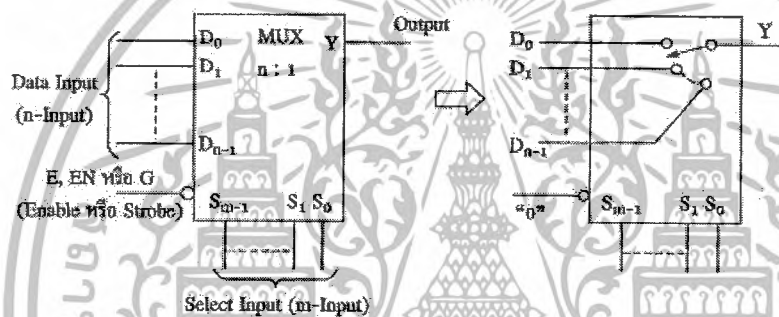 D0 MUX Y Output
D1 n : 1
Data Input
(n-Input)
Dn-1
E, EN หรือ G
(Enable หรือ Strobe)
Sm-1 S1 S0
Select Input (m-Input)
D0 Y
D1
Dn-1
“0”
Sm-1 S1 S0